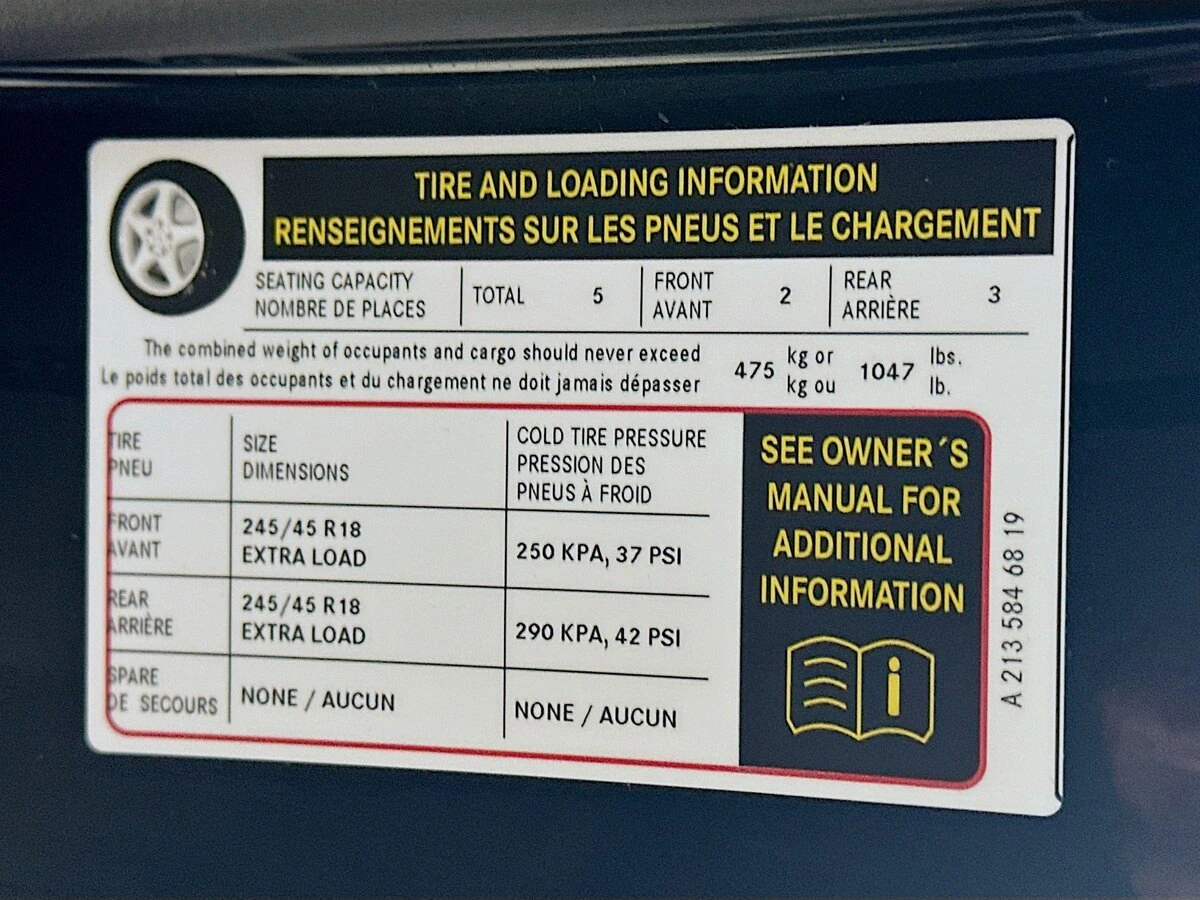 TIRE AND LOADING INFORMATION
RENSEIGNEMENTS SUR LES PNEUS ET LE CHARGEMENT
SEATING CAPACITY
NOMBRE DE PLACES
TOTAL 5
FRONT
AVANT
2
REAR
ARRIÈRE
3
The combined weight of occupants and cargo should never exceed
Le poids total des occupants et du chargement ne doit jamais dépasser
475
kg or
kg ou
1047
lbs.
lb.
TIRE
PNEU
SIZE
DIMENSIONS
COLD TIRE PRESSURE
PRESSION DES
PNEUS À FROID
FRONT
AVANT
245/45 R18
EXTRA LOAD
250 KPA, 37 PSI
REAR
ARRIÈRE
245/45 R18
EXTRA LOAD
290 KPA, 42 PSI
SPARE
DE SECOURS
NONE / AUCUN
NONE / AUCUN
SEE OWNER´S
MANUAL FOR
ADDITIONAL
INFORMATION
i
A 213 584 68 19